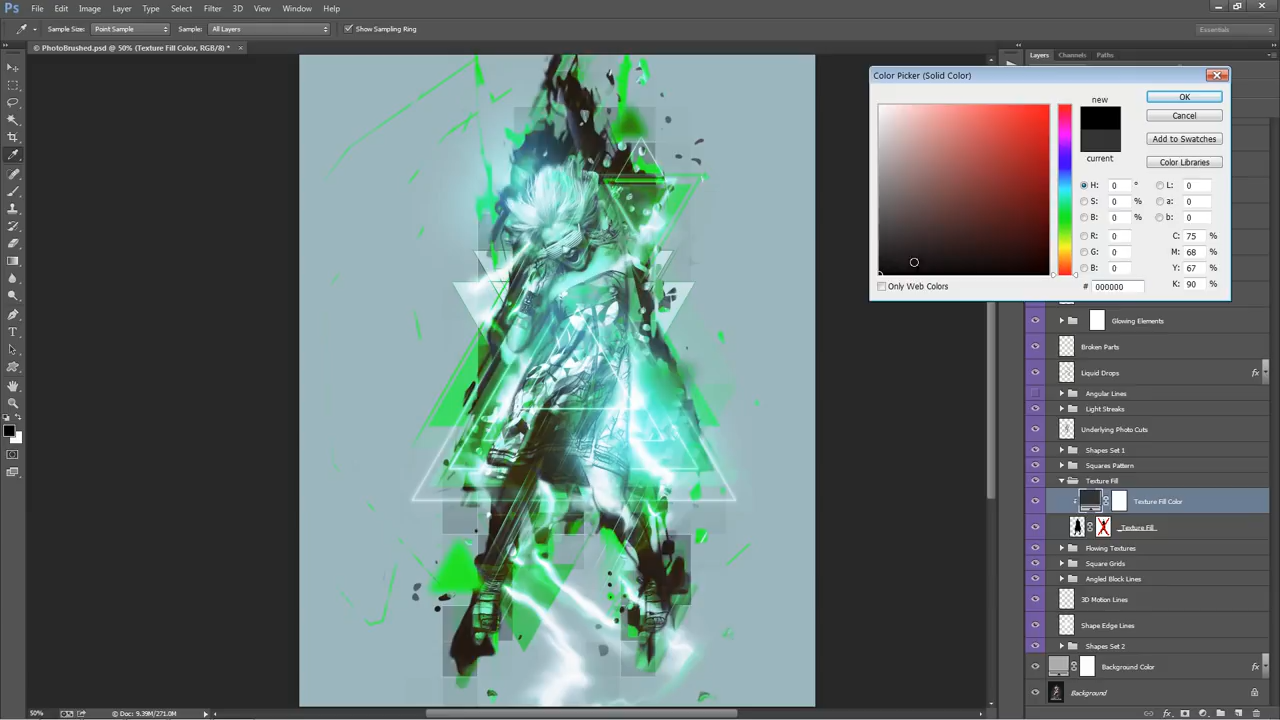 Ps File Edit Image Layer Type Select Filter 3D View Window Help
Sample Size: Point Sample Sample: All Layers Show Sampling Ring Essentials
© PhotoBrushed.psd @ 50% (Texture Fill Color, RGB/8) * ×
Layers Channels Paths
Color Picker (Solid Color)
new
OK
Cancel
Add to Swatches
current
Color Libraries
H: 0 ° L: 0
S: 0 % a: 0
B: 0 % b: 0
R: 0 C: 75 %
G: 0 M: 68 %
B: 0 Y: 67 %
Only Web Colors # 000000 K: 90 %
Glowing Elements
Broken Parts
Liquid Drops fx
Angular Lines
Light Streaks
Underlying Photo Cuts
Shapes Set 1
Squares Pattern
Texture Fill
Texture Fill Color
_Texture Fill_
Flowing Textures
Square Grids
Angled Block Lines
3D Motion Lines
Shape Edge Lines
Shapes Set 2
Background Color fx
Background
50% Doc: 9.39M/271.0M